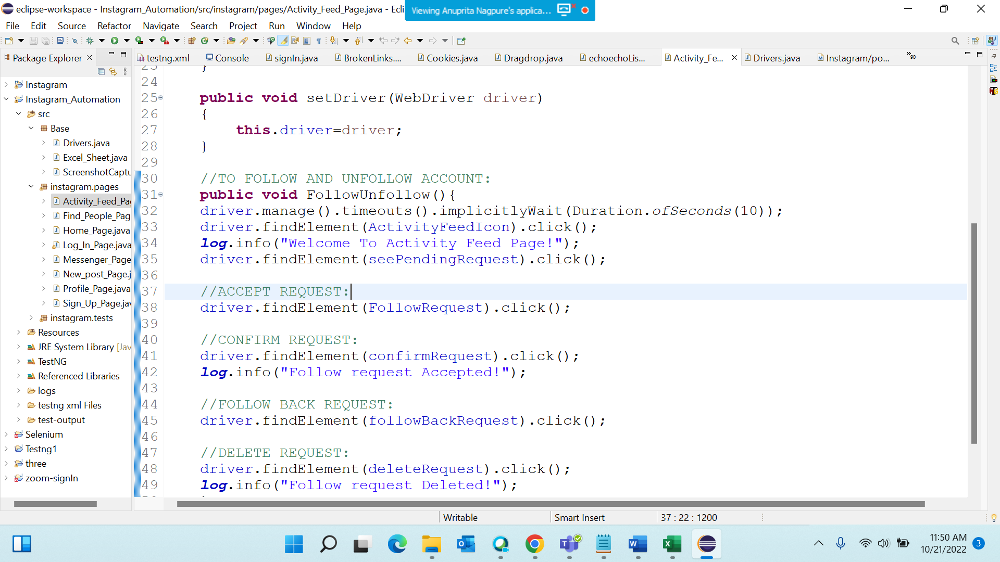 eclipse-workspace - Instagram_Automation/src/instagram/pages/Activity_Feed_Page.java - Ecli
Viewing Anuprita Nagpure's applica...
File Edit Source Refactor Navigate Search Project Run Window Help
Package Explorer
testng.xml Console signIn.java BrokenLinks.... Cookies.java Dragdrop.java echoechoLis... Activity_Fe... Drivers.java Instagram/po... »90
Instagram
Instagram_Automation
src
Base
Drivers.java
Excel_Sheet.java
ScreenshotCaptu
instagram.pages
Activity_Feed_Pag
Find_People_Pag
Home_Page.java
Log_In_Page.java
Messenger_Page
New_post_Page.j
Profile_Page.java
Sign_Up_Page.jav
instagram.tests
Resources
JRE System Library [Jav
TestNG
Referenced Libraries
logs
testng xml Files
test-output
Selenium
Testng1
three
zoom-signIn
23 }
24
25 public void setDriver(WebDriver driver)
26 {
27 this.driver=driver;
28 }
29
30 //TO FOLLOW AND UNFOLLOW ACCOUNT:
31 public void FollowUnfollow(){
32 driver.manage().timeouts().implicitlyWait(Duration.ofSeconds(10));
33 driver.findElement(ActivityFeedIcon).click();
34 log.info("Welcome To Activity Feed Page!");
35 driver.findElement(seePendingRequest).click();
36
37 //ACCEPT REQUEST:
38 driver.findElement(FollowRequest).click();
39
40 //CONFIRM REQUEST:
41 driver.findElement(confirmRequest).click();
42 log.info("Follow request Accepted!");
43
44 //FOLLOW BACK REQUEST:
45 driver.findElement(followBackRequest).click();
46
47 //DELETE REQUEST:
48 driver.findElement(deleteRequest).click();
49 log.info("Follow request Deleted!");
Writable Smart Insert 37 : 22 : 1200
11:50 AM
10/21/2022 3